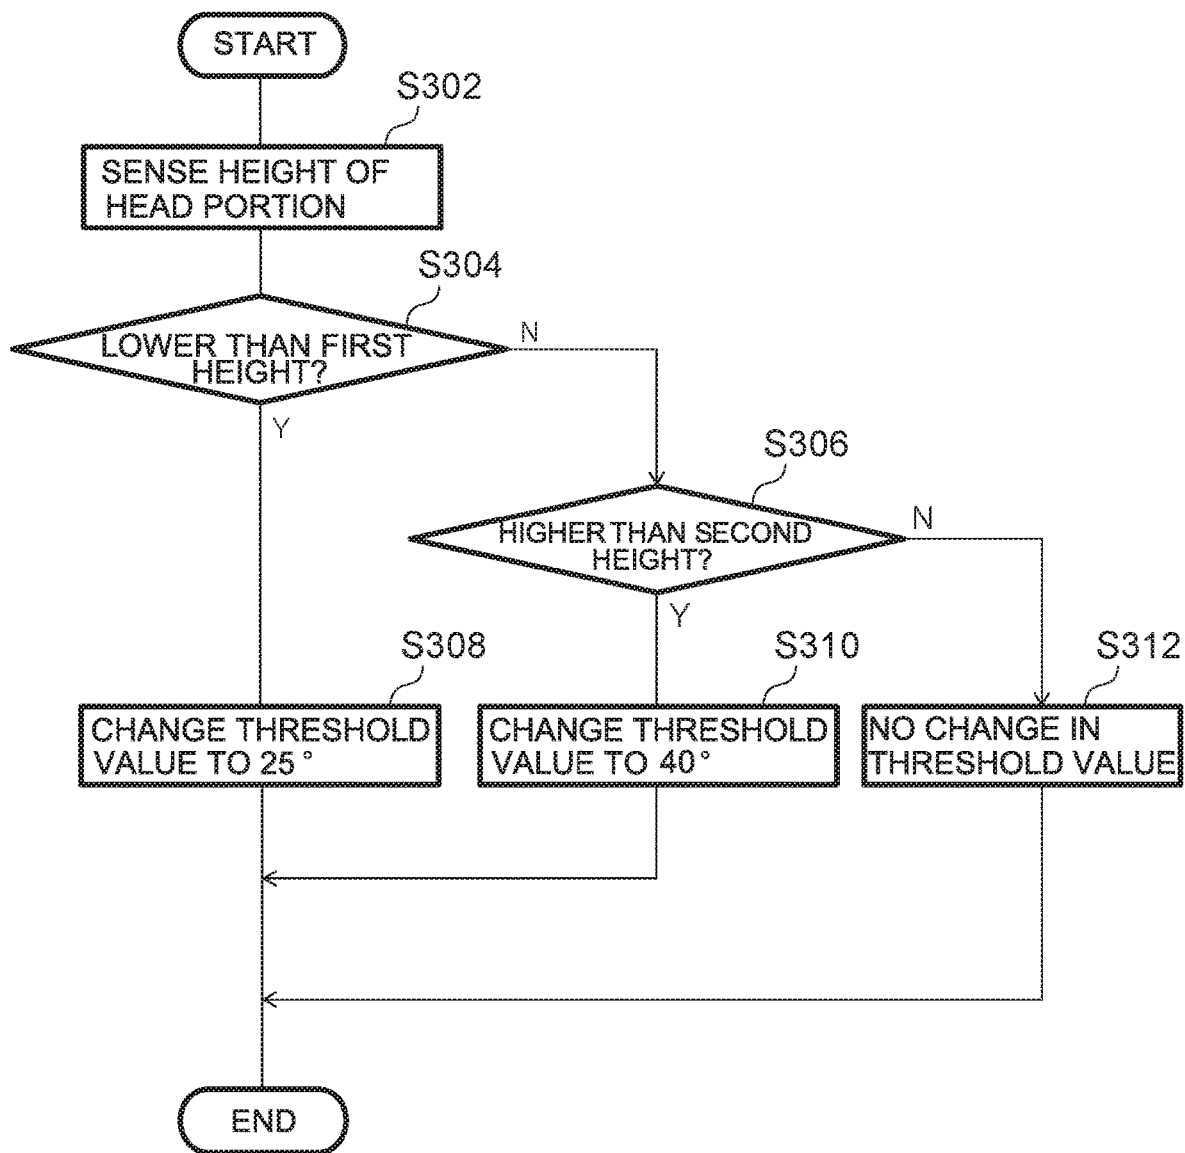 START
S302
SENSE HEIGHT OF
HEAD PORTION
S304
LOWER THAN FIRST
HEIGHT?
N
Y
S306
HIGHER THAN SECOND
HEIGHT?
N
Y
S308
CHANGE THRESHOLD
VALUE TO 25°
S310
CHANGE THRESHOLD
VALUE TO 40°
S312
NO CHANGE IN
THRESHOLD VALUE
END